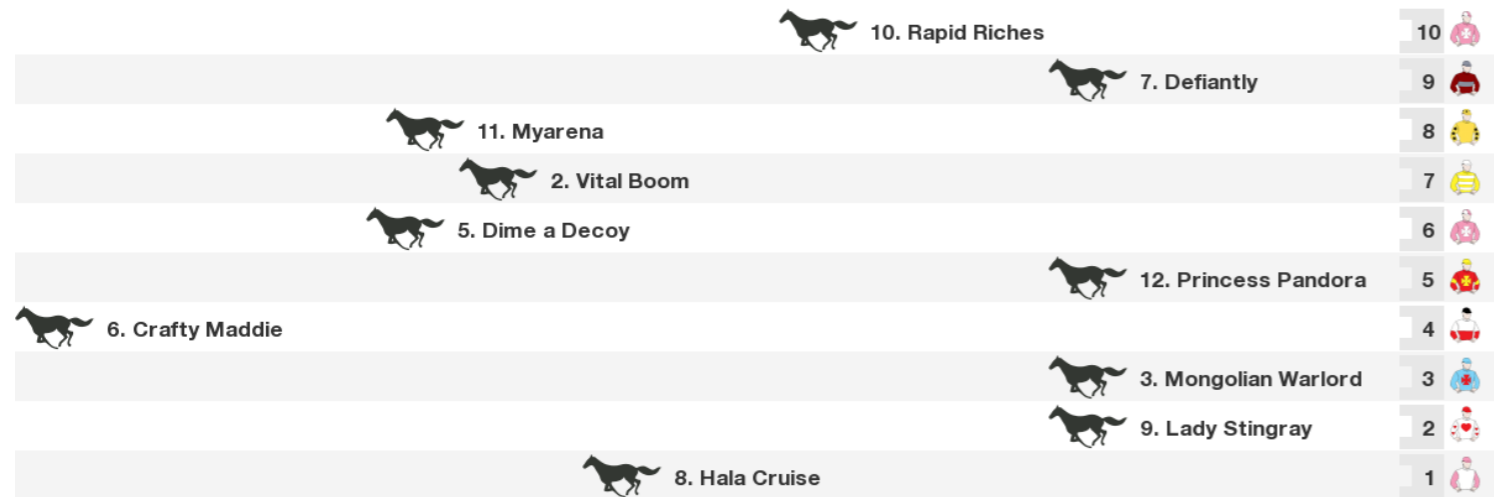 10. Rapid Riches 10
7. Defiantly 9
11. Myarena 8
2. Vital Boom 7
5. Dime a Decoy 6
12. Princess Pandora 5
6. Crafty Maddie 4
3. Mongolian Warlord 3
9. Lady Stingray 2
8. Hala Cruise 1